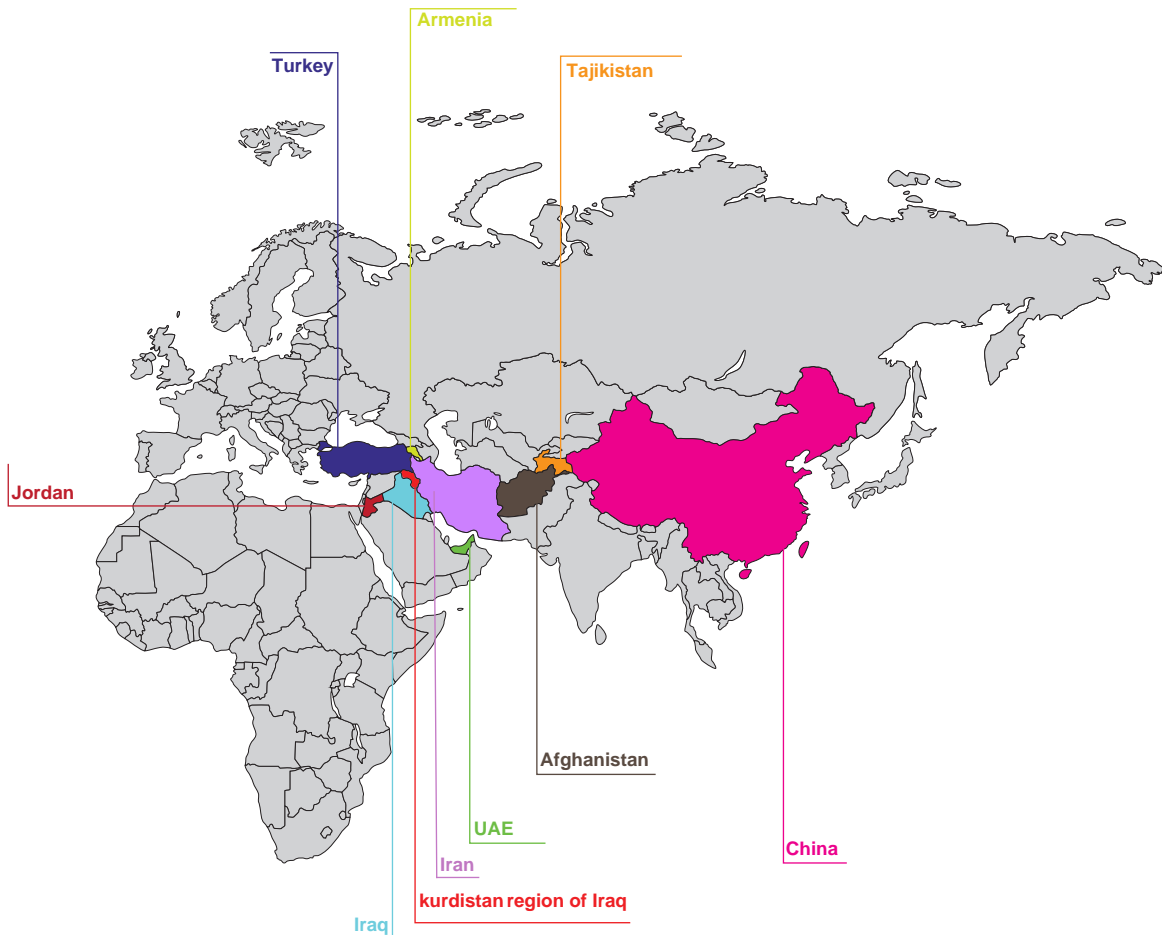 Armenia
Turkey
Tajikistan
Jordan
Afghanistan
UAE
China
Iran
kurdistan region of Iraq
Iraq